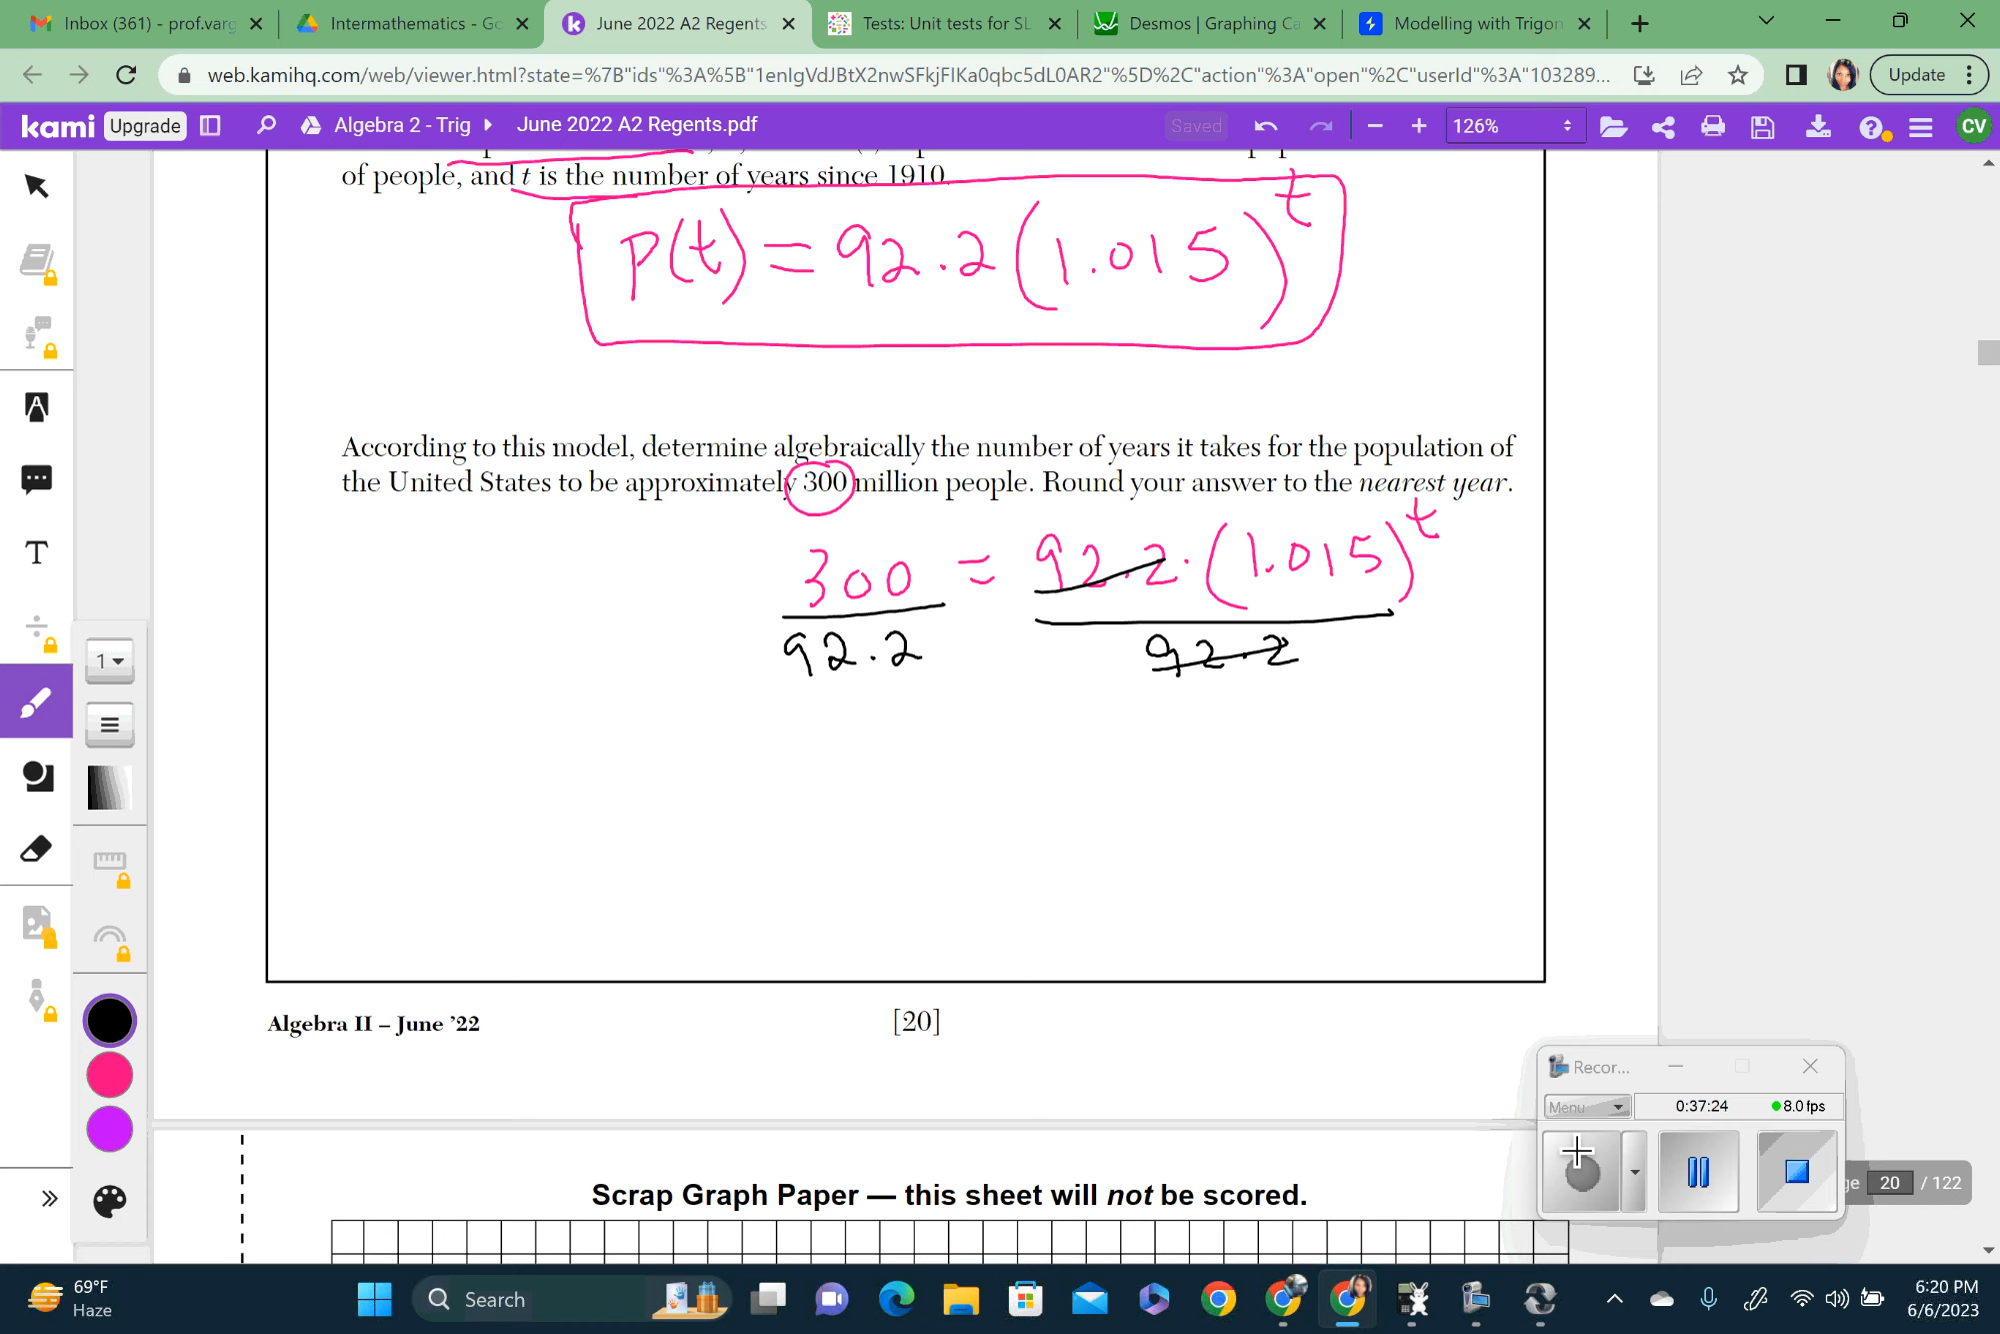 Inbox (361) - prof.varg
Intermathematics - Go
June 2022 A2 Regents
Tests: Unit tests for SL
Desmos | Graphing Ca
Modelling with Trigon
web.kamihq.com/web/viewer.html?state=%7B"ids"%3A%5B"1enIgVdJBtX2nwSFkjFIKa0qbc5dL0AR2"%5D%2C"action"%3A"open"%2C"userId"%3A"103289...
Update
kami Upgrade Algebra 2 - Trig June 2022 A2 Regents.pdf Saved 126% CV
of people, and t is the number of years since 1910.
P(t) = 92.2 (1.015)^t
According to this model, determine algebraically the number of years it takes for the population of
the United States to be approximately 300 million people. Round your answer to the nearest year.
300 = 92.2 · (1.015)^t
92.2 92.2
T
1
Algebra II – June ’22 [20]
Recor...
Menu 0:37:24 8.0 fps
ge 20 / 122
Scrap Graph Paper — this sheet will not be scored.
69°F
Haze
Search
6:20 PM
6/6/2023